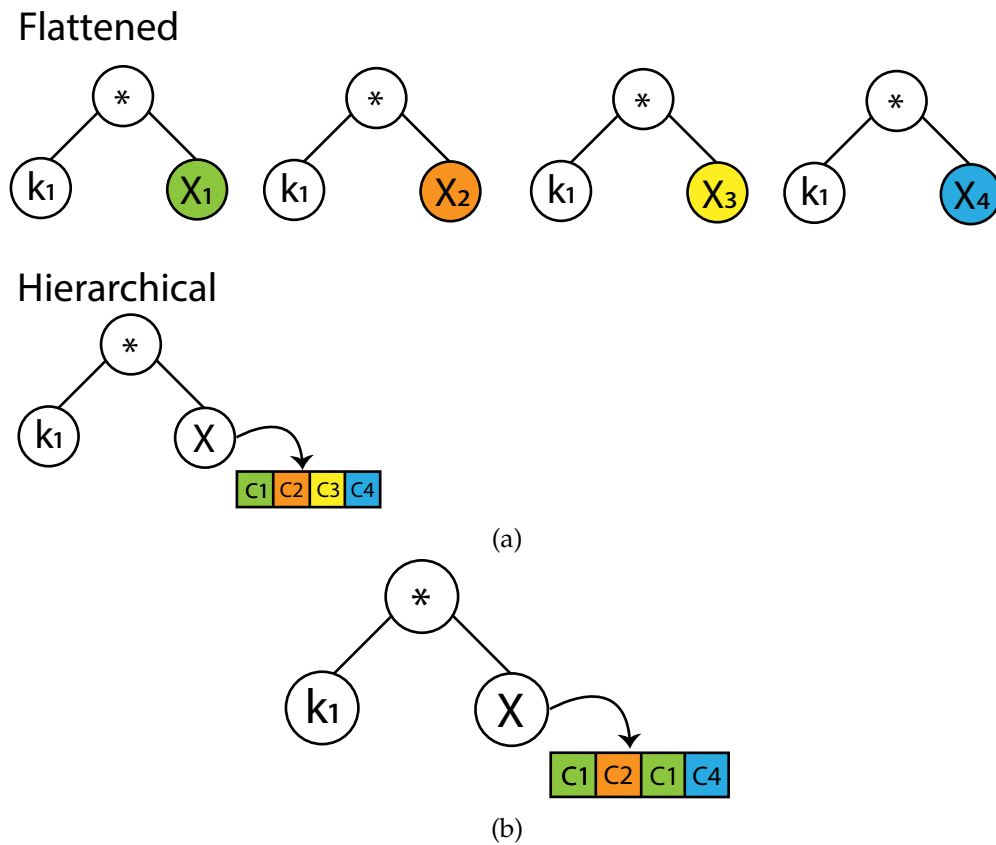 Flattened
* * * *
k₁ X₁ k₁ X₂ k₁ X₃ k₁ X₄
Hierarchical
*
k₁ X
C1 C2 C3 C4
(a)
*
k₁ X
C1 C2 C1 C4
(b)